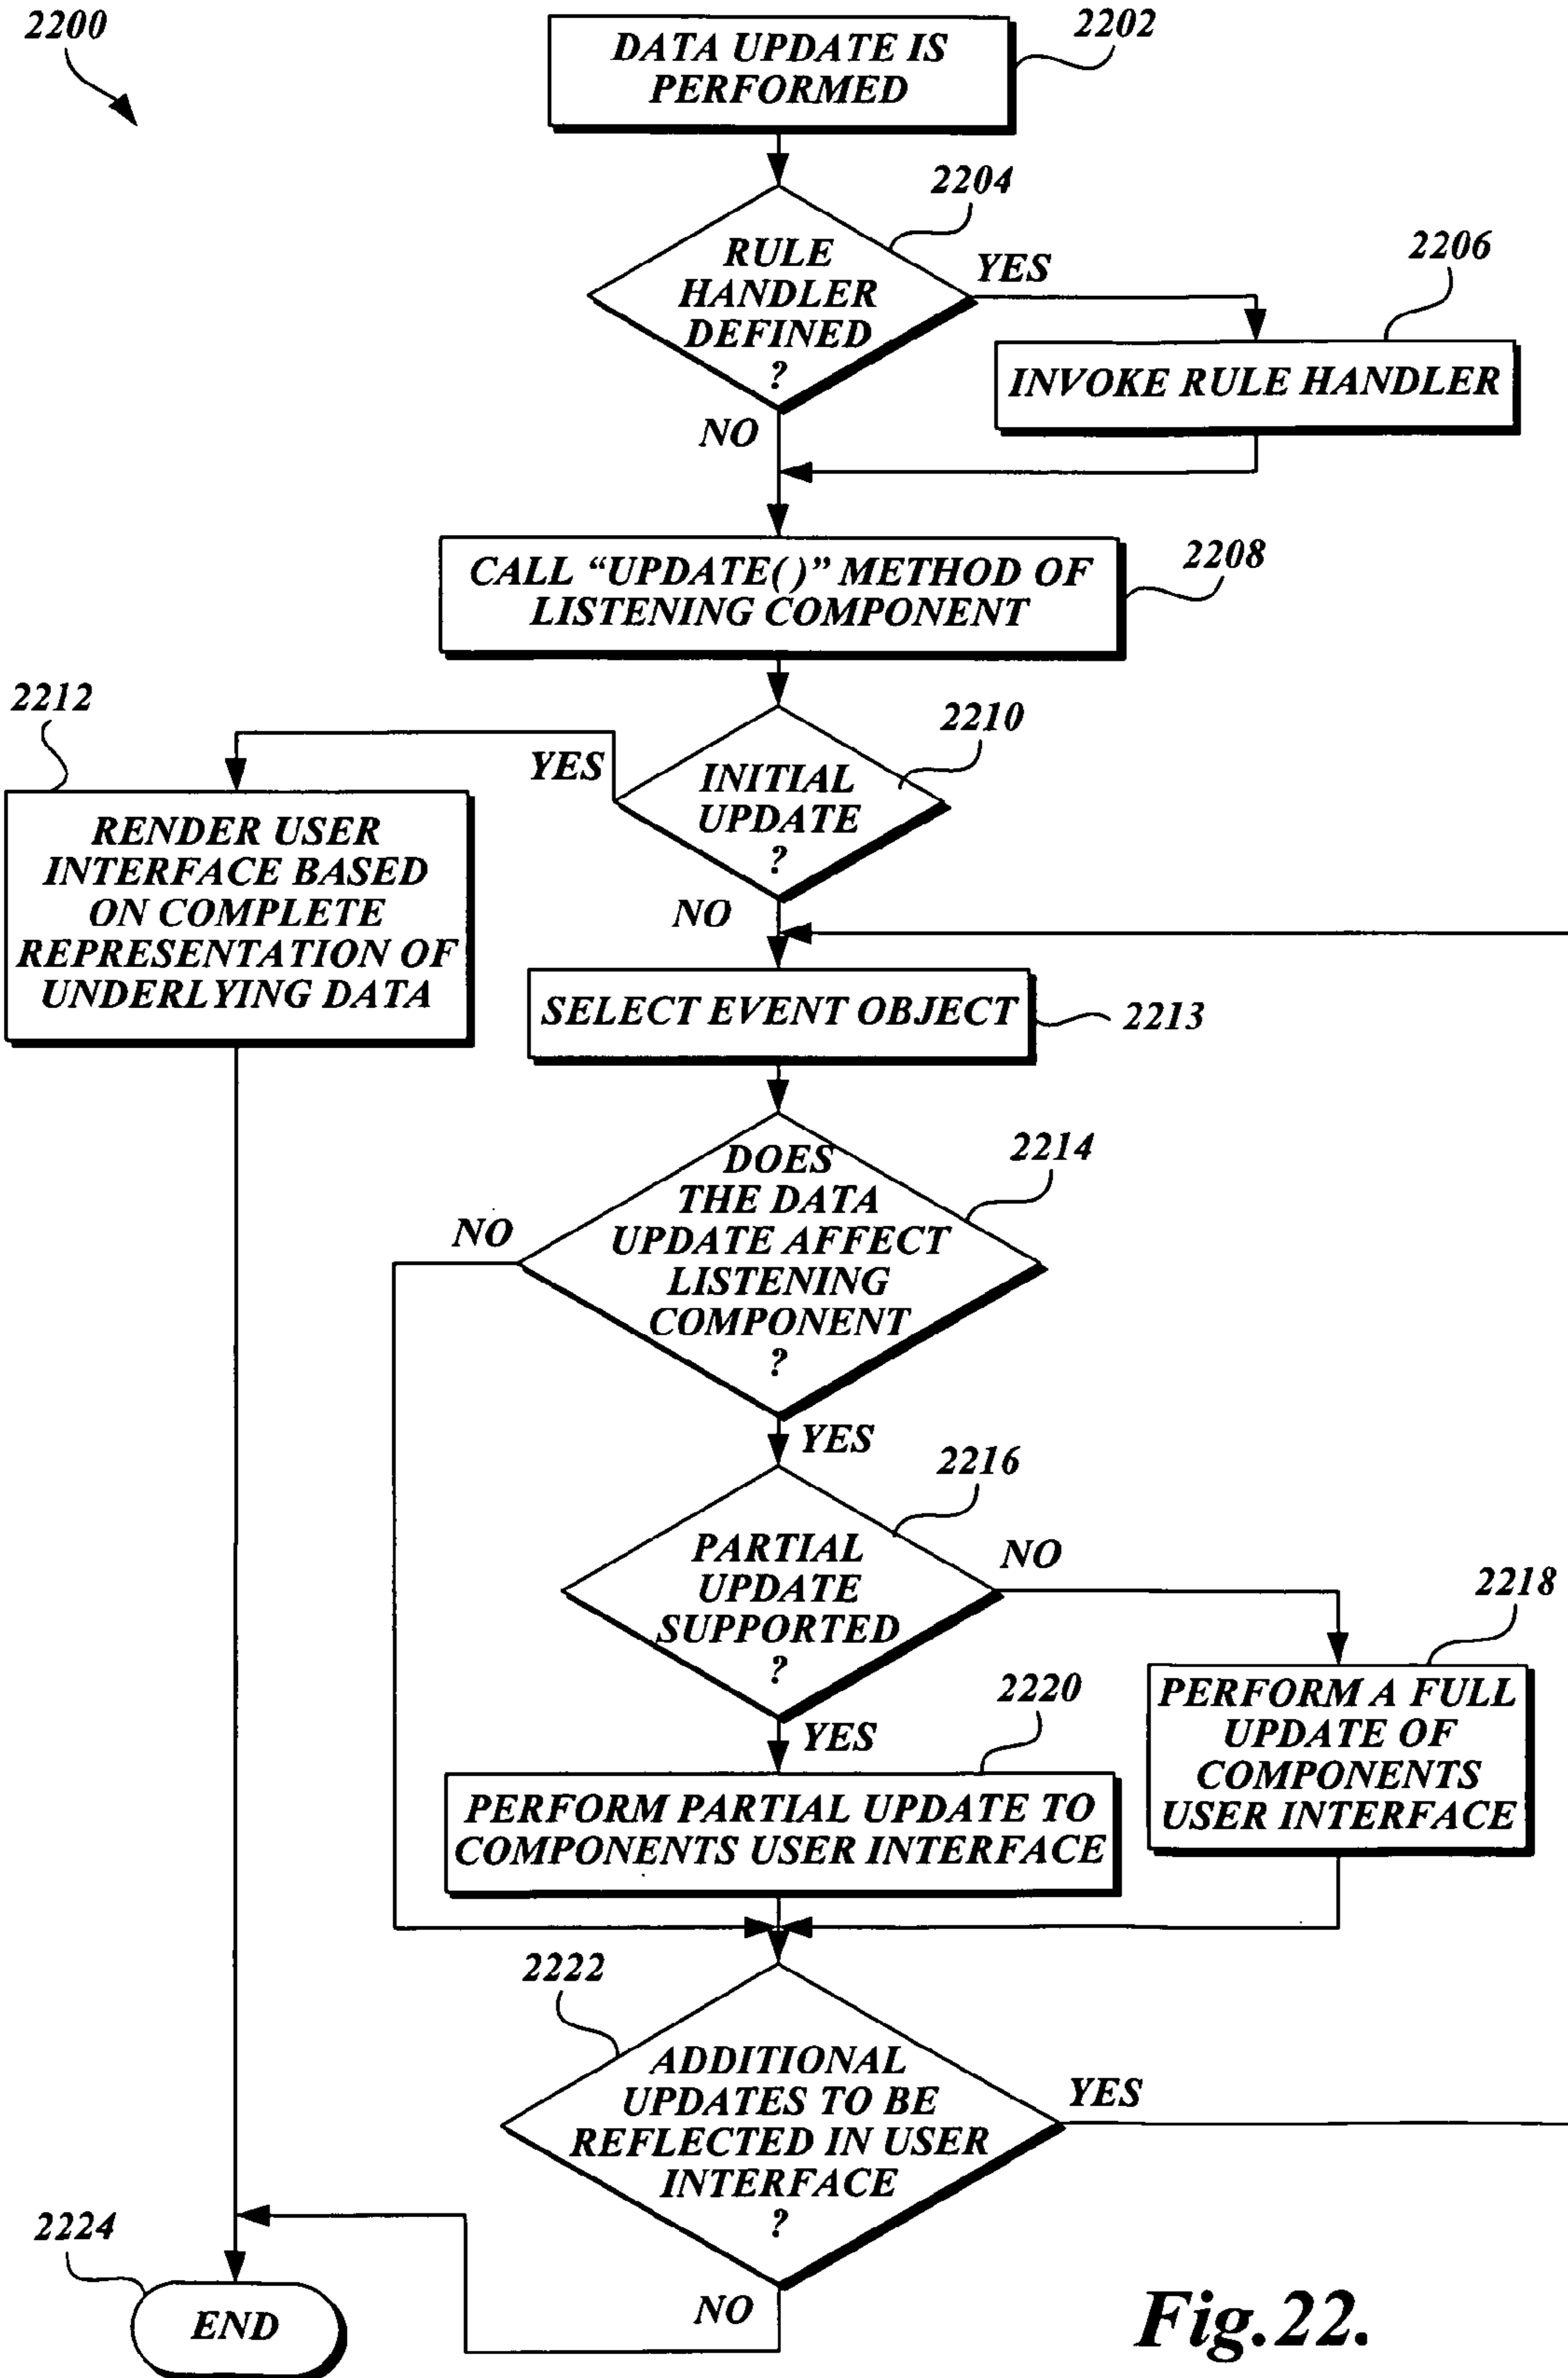 2200
2202
DATA UPDATE IS
PERFORMED
2204
RULE
HANDLER
DEFINED
?
YES
2206
INVOKE RULE HANDLER
NO
2208
CALL “UPDATE()” METHOD OF
LISTENING COMPONENT
2210
INITIAL
UPDATE
?
YES
2212
RENDER USER
INTERFACE BASED
ON COMPLETE
REPRESENTATION OF
UNDERLYING DATA
NO
SELECT EVENT OBJECT
2213
2214
DOES
THE DATA
UPDATE AFFECT
LISTENING
COMPONENT
?
NO
YES
2216
PARTIAL
UPDATE
SUPPORTED
?
NO
2218
PERFORM A FULL
UPDATE OF
COMPONENTS
USER INTERFACE
YES
2220
PERFORM PARTIAL UPDATE TO
COMPONENTS USER INTERFACE
2222
ADDITIONAL
UPDATES TO BE
REFLECTED IN USER
INTERFACE
?
YES
NO
2224
END
Fig.22.